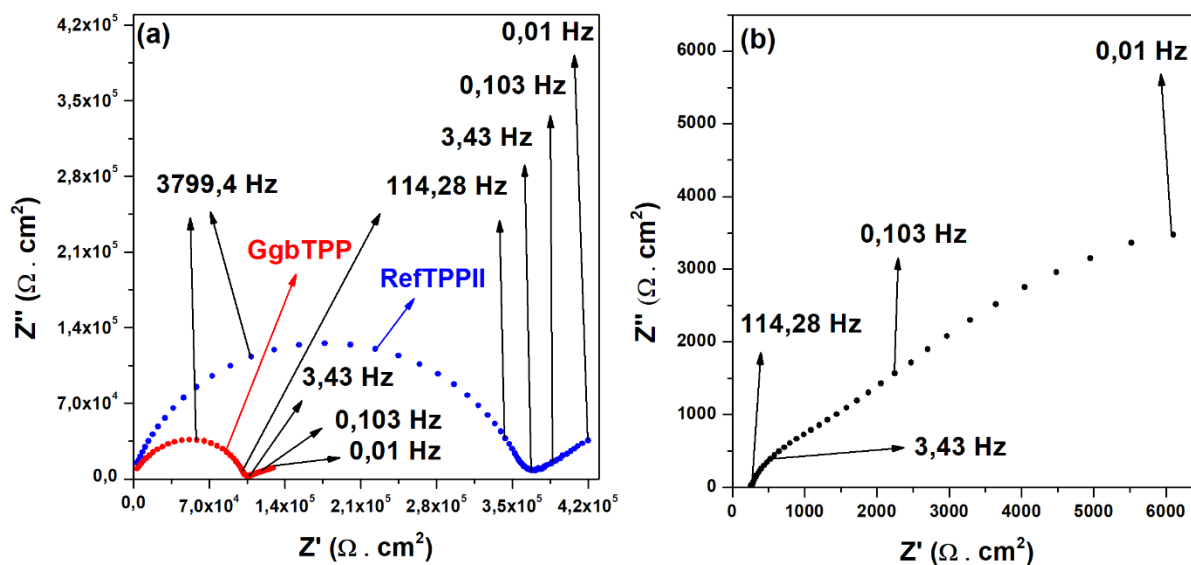 (a)
4,2x10⁵
3,5x10⁵
2,8x10⁵
2,1x10⁵
1,4x10⁵
7,0x10⁴
0,0
Z'' (Ω . cm²)
0,0
7,0x10⁴
1,4x10⁵
2,1x10⁵
2,8x10⁵
3,5x10⁵
4,2x10⁵
Z' (Ω . cm²)
0,01 Hz
0,103 Hz
3,43 Hz
114,28 Hz
3799,4 Hz
GgbTPP
RefTPPII
3,43 Hz
0,103 Hz
0,01 Hz
(b)
6000
5000
4000
3000
2000
1000
0
Z'' (Ω . cm²)
0
1000
2000
3000
4000
5000
6000
Z' (Ω . cm²)
0,01 Hz
0,103 Hz
114,28 Hz
3,43 Hz